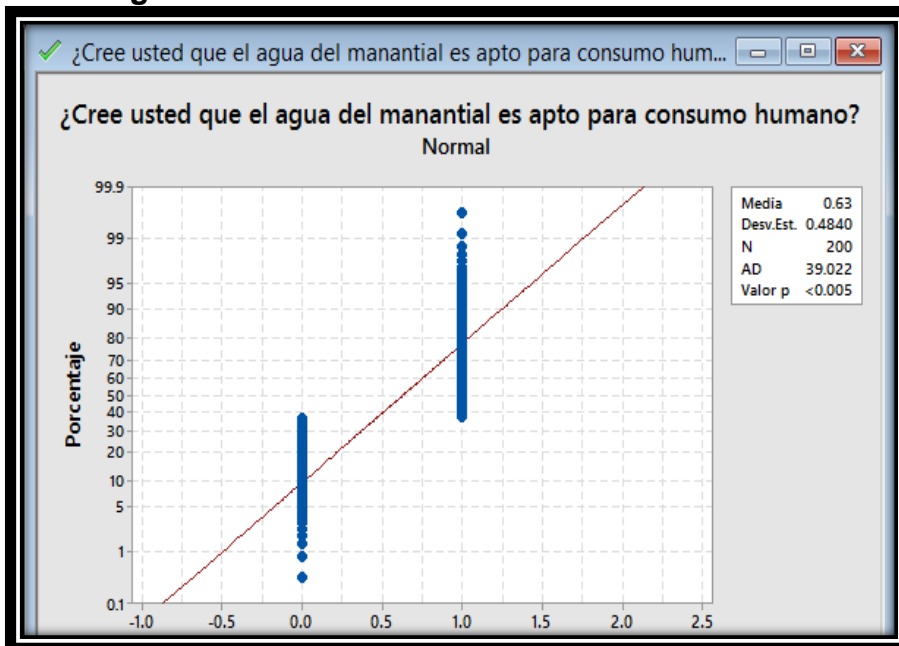 ¿Cree usted que el agua del manantial es apto para consumo hum...
¿Cree usted que el agua del manantial es apto para consumo humano?
Normal
99.9
99
95
90
80
70
60
50
40
30
20
10
5
1
0.1
Porcentaje
-1.0 -0.5 0.0 0.5 1.0 1.5 2.0 2.5
Media 0.63
Desv.Est. 0.4840
N 200
AD 39.022
Valor p <0.005